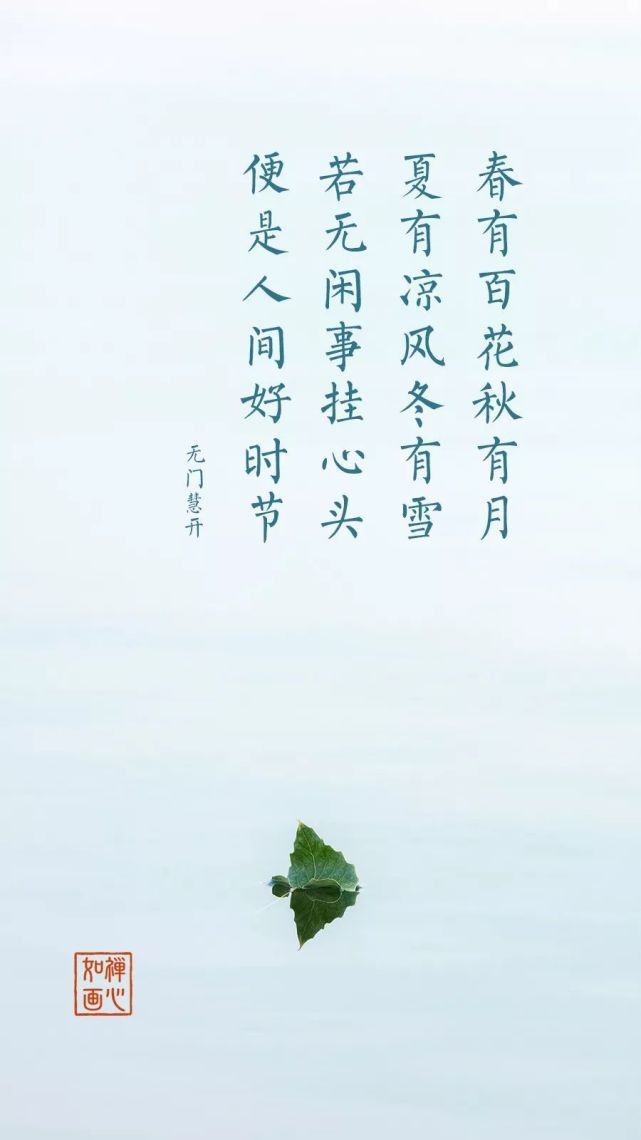 春有百花秋有月
夏有凉风冬有雪
若无闲事挂心头
便是人间好时节
无门慧开
禅心
如画